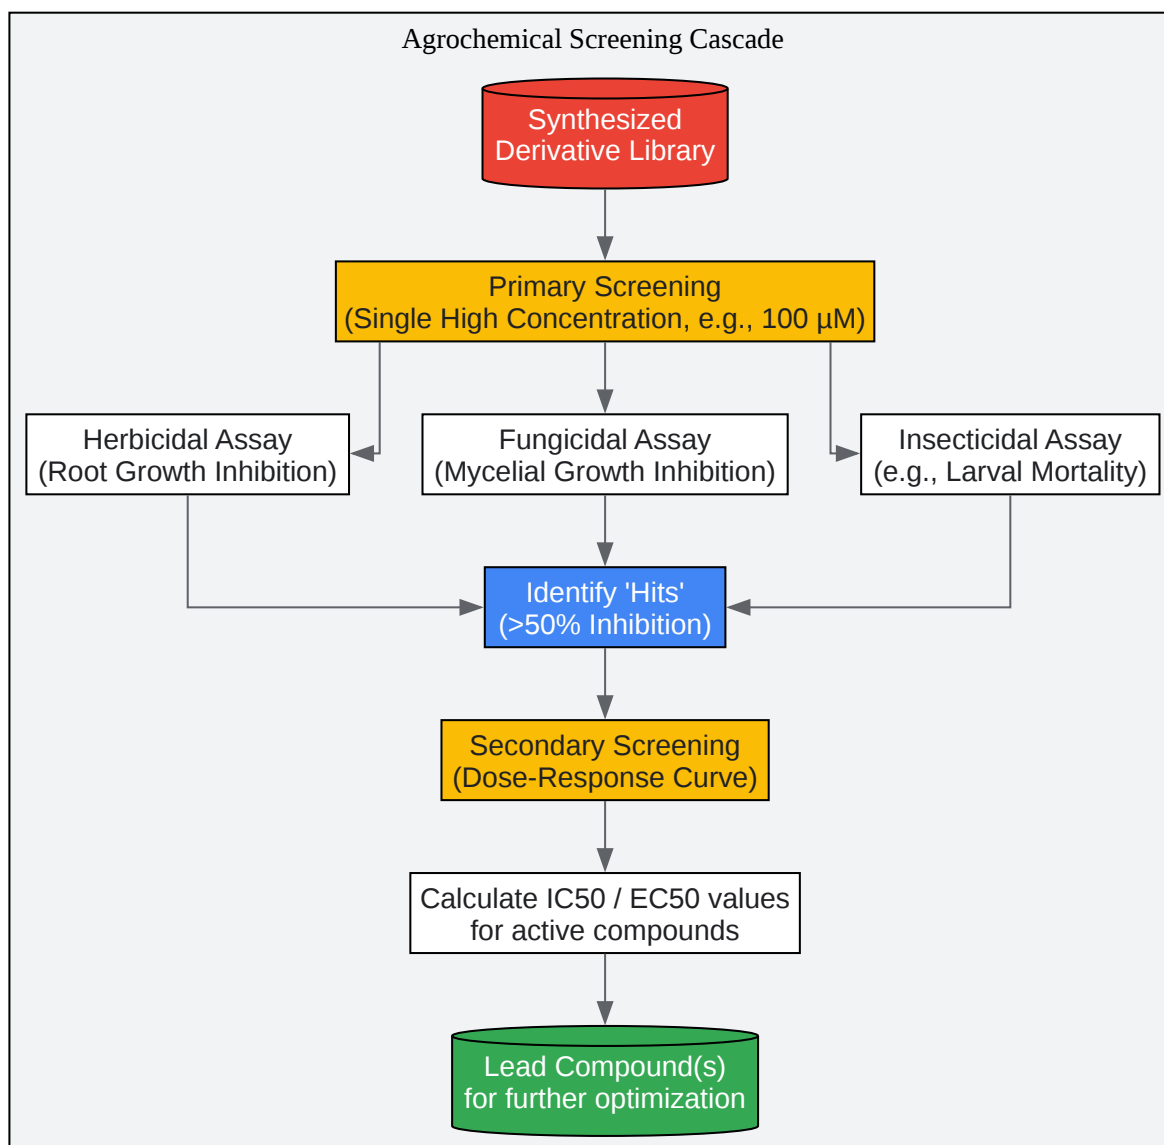 Agrochemical Screening Cascade
Synthesized
Derivative Library
Primary Screening
(Single High Concentration, e.g., 100 µM)
Herbicidal Assay
(Root Growth Inhibition)
Fungicidal Assay
(Mycelial Growth Inhibition)
Insecticidal Assay
(e.g., Larval Mortality)
Identify 'Hits'
(>50% Inhibition)
Secondary Screening
(Dose-Response Curve)
Calculate IC50 / EC50 values
for active compounds
Lead Compound(s)
for further optimization